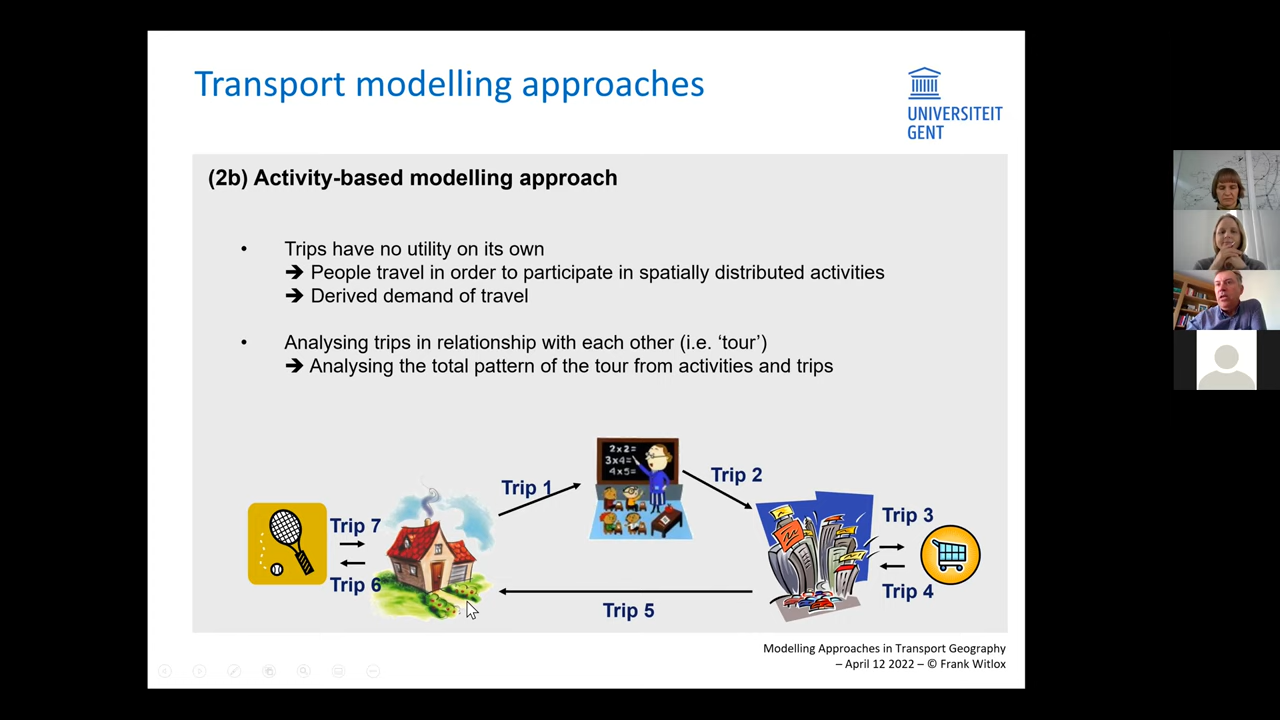 Transport modelling approaches
UNIVERSITEIT
GENT
(2b) Activity-based modelling approach
• Trips have no utility on its own
➔ People travel in order to participate in spatially distributed activities
➔ Derived demand of travel
• Analysing trips in relationship with each other (i.e. ‘tour’)
➔ Analysing the total pattern of the tour from activities and trips
2x2=
3x4=
4x5=
Trip 1
Trip 2
Trip 3
Trip 7
Trip 6
Trip 4
Trip 5
Modelling Approaches in Transport Geography
– April 12 2022 – © Frank Witlox